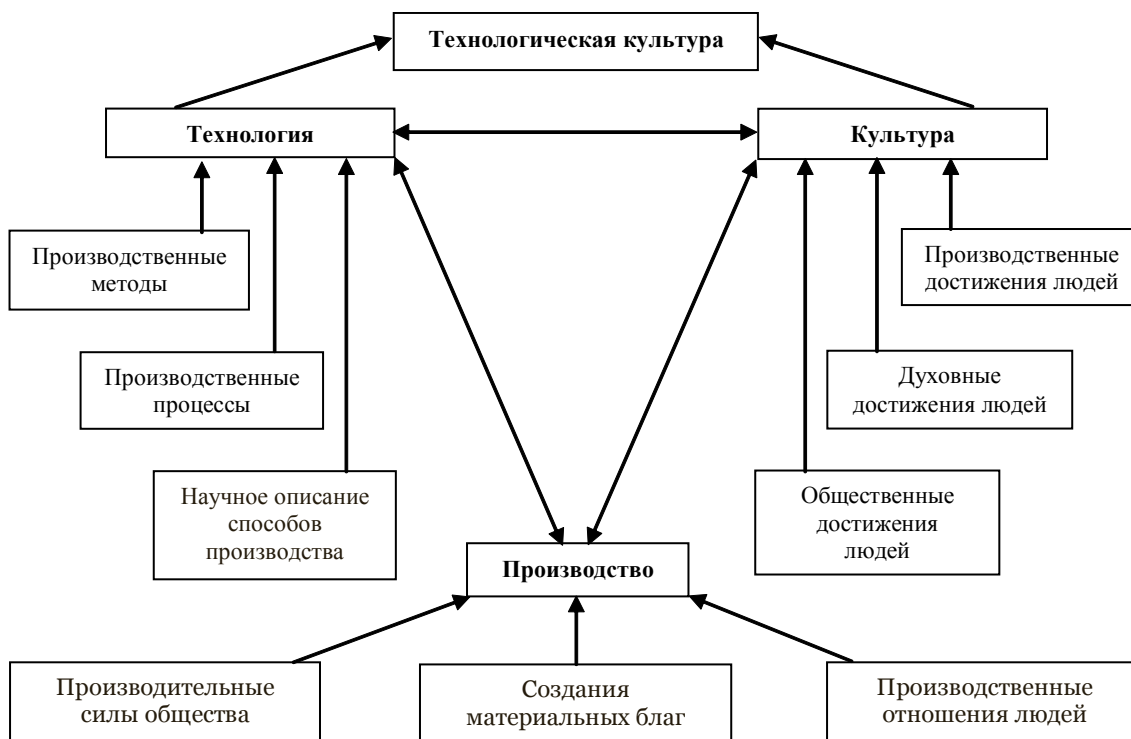 Технологическая культура
Технология
Культура
Производственные
методы
Производственные
достижения людей
Производственные
процессы
Духовные
достижения людей
Научное описание
способов
производства
Общественные
достижения
людей
Производство
Производительные
силы общества
Создания
материальных благ
Производственные
отношения людей